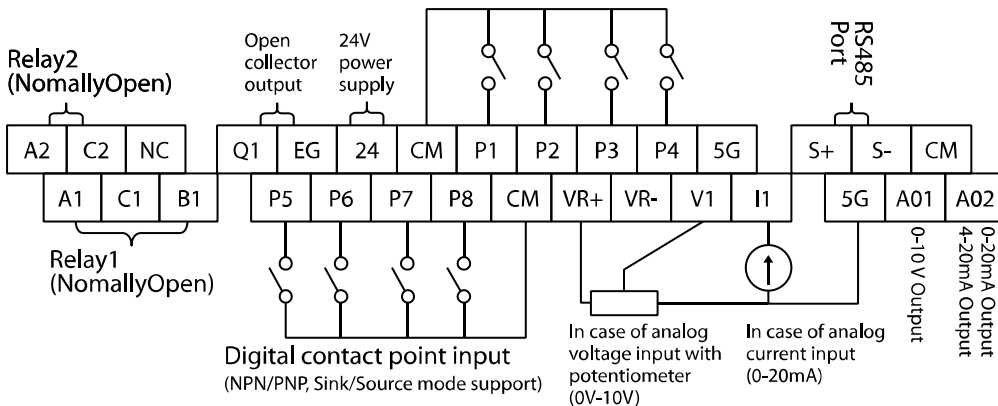 Relay2
(NomallyOpen)
Open
collector
output
24V
power
supply
RS485
Port
A2 C2 NC
Q1 EG 24 CM P1 P2 P3 P4 5G
S+ S- CM
A1 C1 B1
P5 P6 P7 P8 CM VR+ VR- V1 I1
5G A01 A02
Relay1
(NomallyOpen)
Digital contact point input
(NPN/PNP, Sink/Source mode support)
In case of analog
voltage input with
potentiometer
(0V-10V)
In case of analog
current input
(0-20mA)
0-10 V Output
0-20mA Output
4-20mA Output